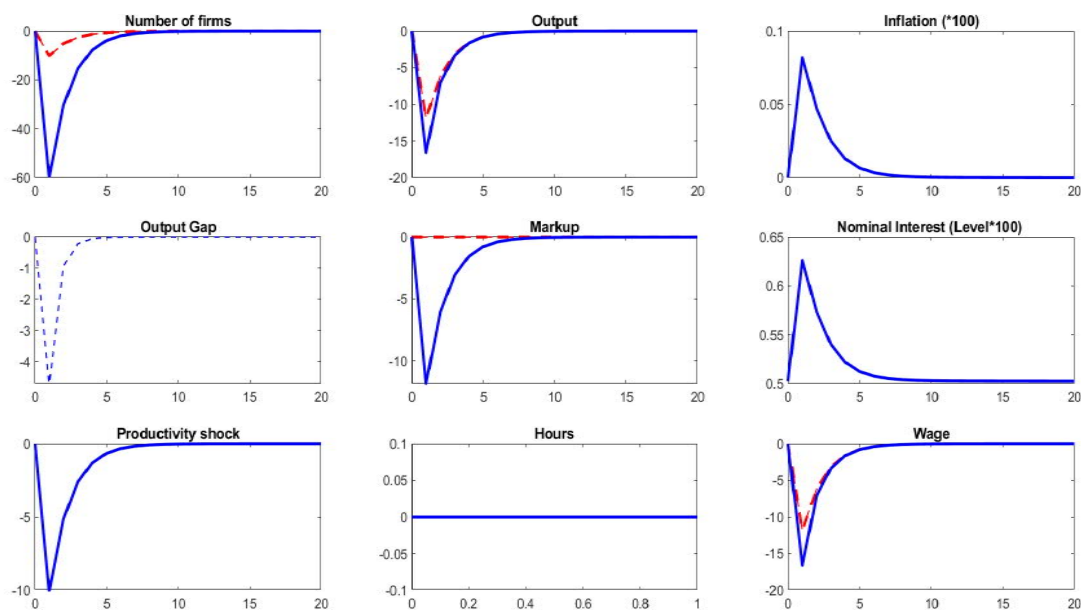 Number of firms
0
-20
-40
-60
0 5 10 15 20
Output
0
-5
-10
-15
-20
0 5 10 15 20
Inflation (*100)
0.1
0.05
0
0 5 10 15 20
Output Gap
0
-1
-2
-3
-4
0 5 10 15 20
Markup
0
-5
-10
0 5 10 15 20
Nominal Interest (Level*100)
0.65
0.6
0.55
0.5
0 5 10 15 20
Productivity shock
0
-5
-10
0 5 10 15 20
Hours
0.1
0.05
0
-0.05
-0.1
0 0.2 0.4 0.6 0.8 1
Wage
0
-5
-10
-15
-20
0 5 10 15 20